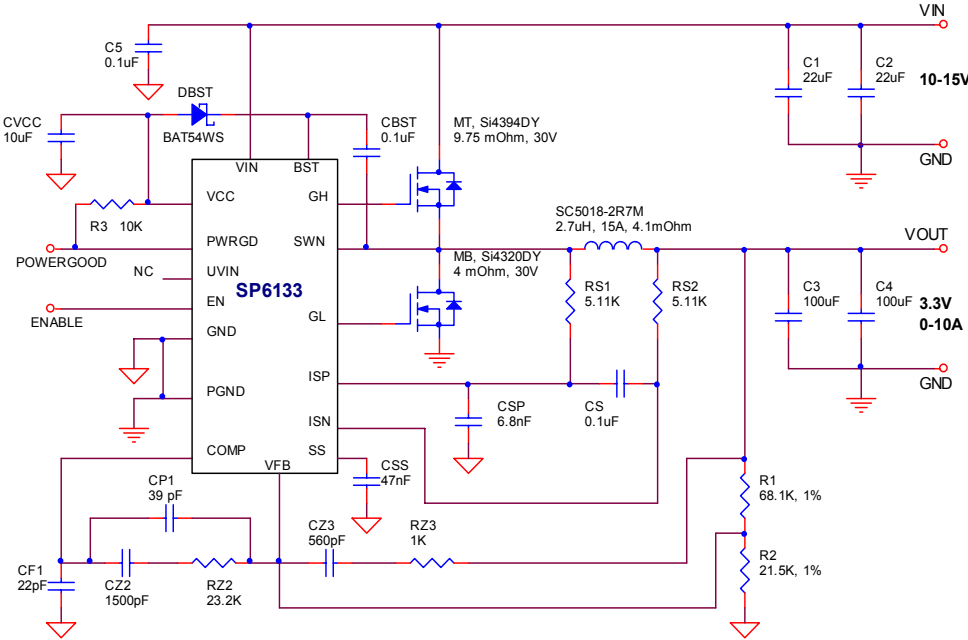 VIN
C5
0.1uF
C1
22uF
C2
22uF
10-15V
DBST
CVCC
10uF
BAT54WS
CBST
0.1uF
MT, Si4394DY
9.75 mOhm, 30V
GND
VIN
BST
VCC
GH
R3 10K
SC5018-2R7M
2.7uH, 15A, 4.1mOhm
PWRGD
SWN
VOUT
POWERGOOD
NC
UVIN
MB, Si4320DY
4 mOhm, 30V
SP6133
EN
RS1
5.11K
RS2
5.11K
C3
100uF
C4
100uF
3.3V
0-10A
ENABLE
GL
GND
ISP
GND
PGND
CSP
6.8nF
CS
0.1uF
ISN
COMP
SS
VFB
CSS
47nF
CP1
39 pF
R1
68.1K, 1%
CZ3
560pF
RZ3
1K
R2
21.5K, 1%
CF1
22pF
CZ2
1500pF
RZ2
23.2K